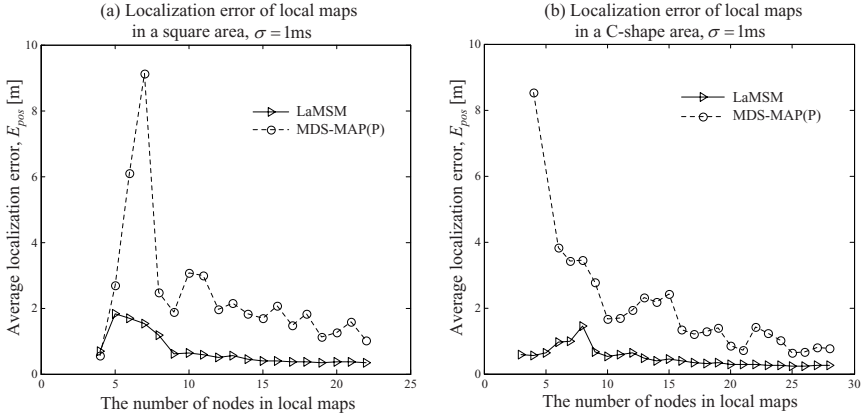 (a) Localization error of local maps
in a square area, σ = 1ms
10
8
6
4
2
0
0
5
10
15
20
25
Average localization error, E_pos [m]
The number of nodes in local maps
LaMSM
MDS-MAP(P)
(b) Localization error of local maps
in a C-shape area, σ = 1ms
10
8
6
4
2
0
0
5
10
15
20
25
30
Average localization error, E_pos [m]
The number of nodes in local maps
LaMSM
MDS-MAP(P)